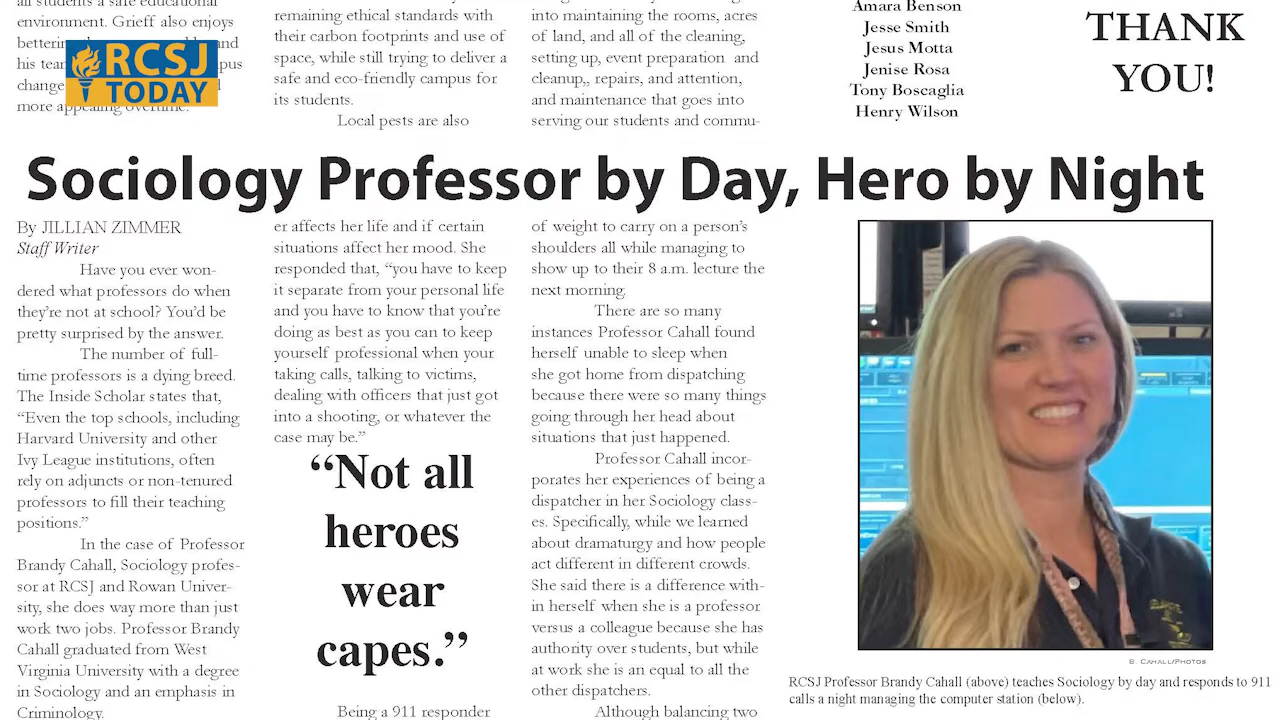 all students a safe educational
environment. Grieff also enjoys
his
change
more appealing overtime.
RCSJ
TODAY
remaining ethical standards with
their carbon footprints and use of
space, while still trying to deliver a
safe and eco-friendly campus for
its students.
Local pests are also
into maintaining the rooms, acres
of land, and all of the cleaning,
setting up, event preparation and
cleanup,, repairs, and attention,
and maintenance that goes into
serving our students and commu-
Amara Benson
Jesse Smith
Jesus Motta
Jenise Rosa
Tony Boscaglia
Henry Wilson
THANK
YOU!
Sociology Professor by Day, Hero by Night
By JILLIAN ZIMMER
Staff Writer
Have you ever won-
dered what professors do when
they're not at school? You'd be
pretty surprised by the answer.
The number of full-
time professors is a dying breed.
The Inside Scholar states that,
"Even the top schools, including
Harvard University and other
Ivy League institutions, often
rely on adjuncts or non-tenured
professors to fill their teaching
positions."
In the case of Professor
Brandy Cahall, Sociology profes-
sor at RCSJ and Rowan Univer-
sity, she does way more than just
work two jobs. Professor Brandy
Cahall graduated from West
Virginia University with a degree
in Sociology and an emphasis in
Criminology.
er affects her life and if certain
situations affect her mood. She
responded that, "you have to keep
it separate from your personal life
and you have to know that you're
doing as best as you can to keep
yourself professional when your
taking calls, talking to victims,
dealing with officers that just got
into a shooting, or whatever the
case may be."
"Not all
heroes
wear
capes."
Being a 911 responder
of weight to carry on a person's
shoulders all while managing to
show up to their 8 a.m. lecture the
next morning.
There are so many
instances Professor Cahall found
herself unable to sleep when
she got home from dispatching
because there were so many things
going through her head about
situations that just happened.
Professor Cahall incor-
porates her experiences of being a
dispatcher in her Sociology class-
es. Specifically, while we learned
about dramaturgy and how people
act different in different crowds.
She said there is a difference with-
in herself when she is a professor
versus a colleague because she has
authority over students, but while
at work she is an equal to all the
other dispatchers.
Although balancing two
B. Cahall/Photos
RCSJ Professor Brandy Cahall (above) teaches Sociology by day and responds to 911
calls a night managing the computer station (below).